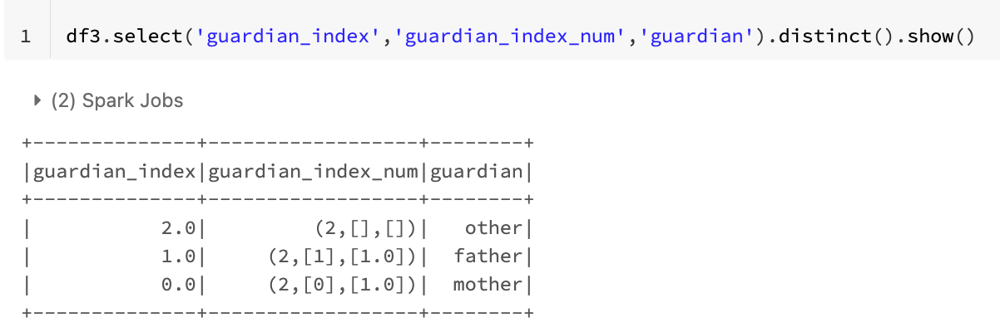 1 df3.select('guardian_index','guardian_index_num','guardian').distinct().show()
(2) Spark Jobs
+--------------+------------------+--------+
|guardian_index|guardian_index_num|guardian|
+--------------+------------------+--------+
|           2.0|         (2,[],[])|   other|
|           1.0|     (2,[1],[1.0])|  father|
|           0.0|     (2,[0],[1.0])|  mother|
+--------------+------------------+--------+